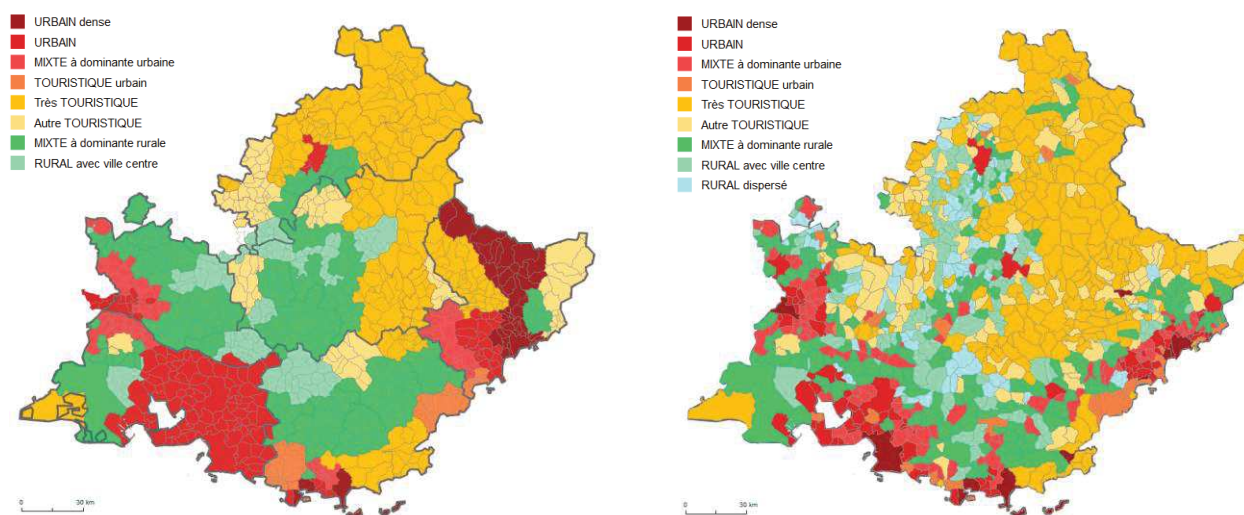 URBAIN dense
URBAIN
MIXTE à dominante urbaine
TOURISTIQUE urbain
Très TOURISTIQUE
Autre TOURISTIQUE
MIXTE à dominante rurale
RURAL avec ville centre
0 30 km
URBAIN dense
URBAIN
MIXTE à dominante urbaine
TOURISTIQUE urbain
Très TOURISTIQUE
Autre TOURISTIQUE
MIXTE à dominante rurale
RURAL avec ville centre
RURAL dispersé
0 30 km